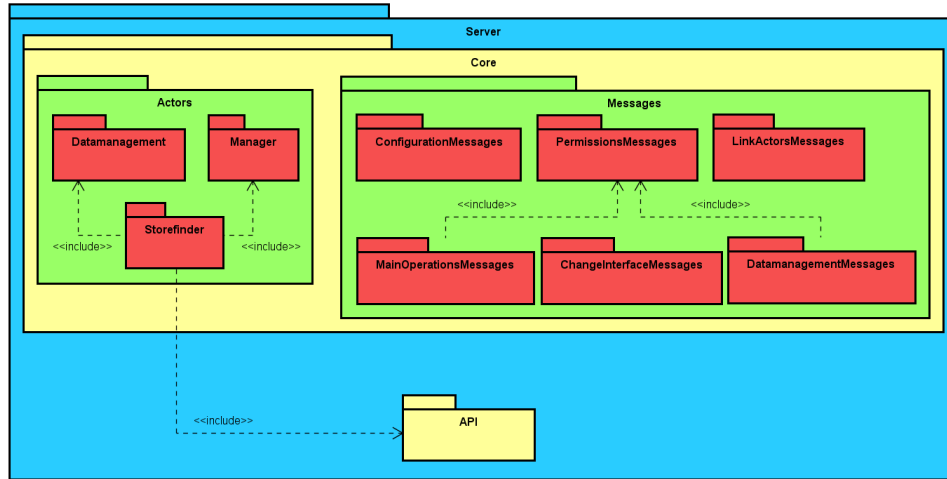 Server
Core
Actors
Messages
Datamanagement
Manager
ConfigurationMessages
PermissionsMessages
LinkActorsMessages
<<include>>
<<include>>
Storefinder
<<include>>
<<include>>
MainOperationsMessages
ChangeInterfaceMessages
DatamanagementMessages
<<include>>
API